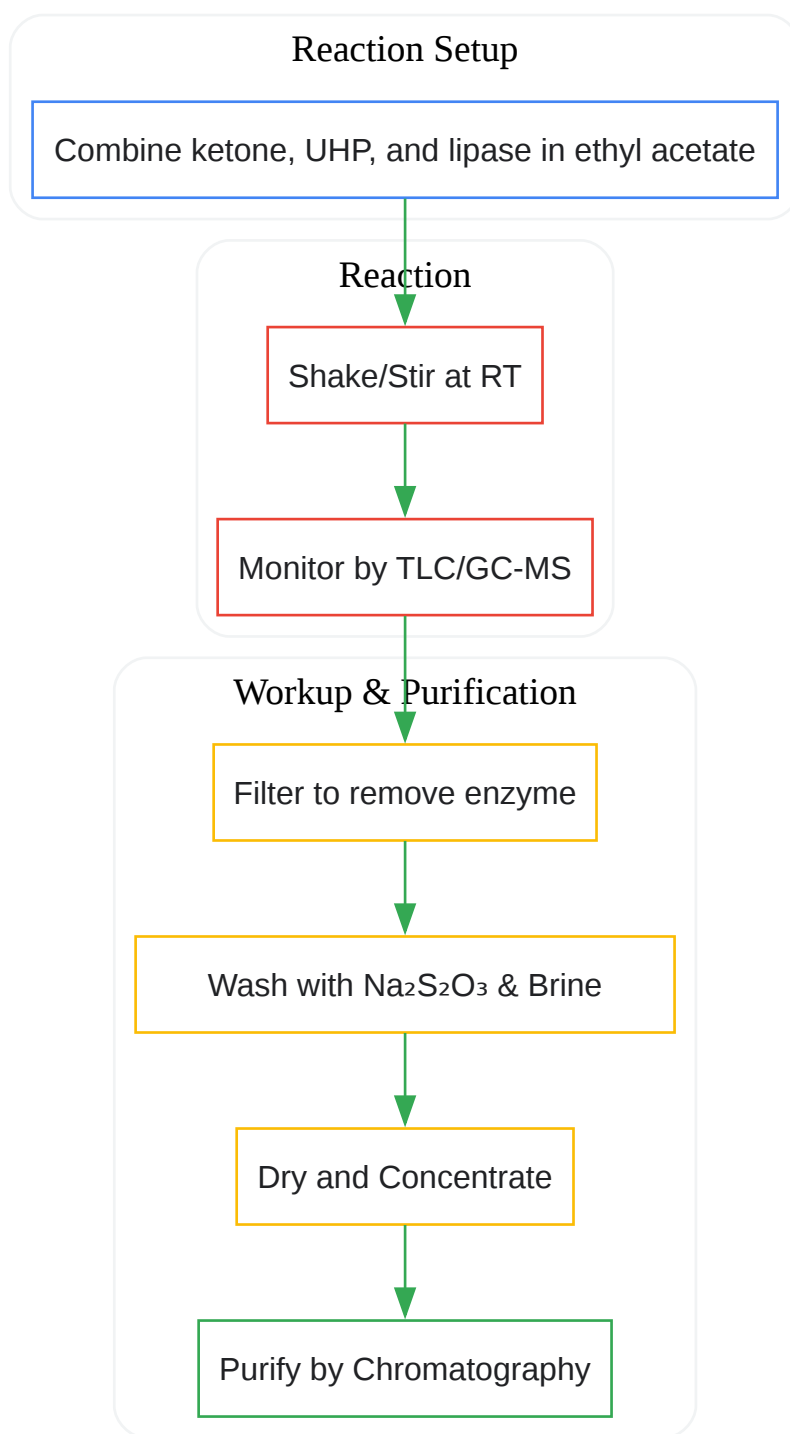 Reaction Setup
Combine ketone, UHP, and lipase in ethyl acetate
Reaction
Shake/Stir at RT
Monitor by TLC/GC-MS
Workup & Purification
Filter to remove enzyme
Wash with Na₂S₂O₃ & Brine
Dry and Concentrate
Purify by Chromatography